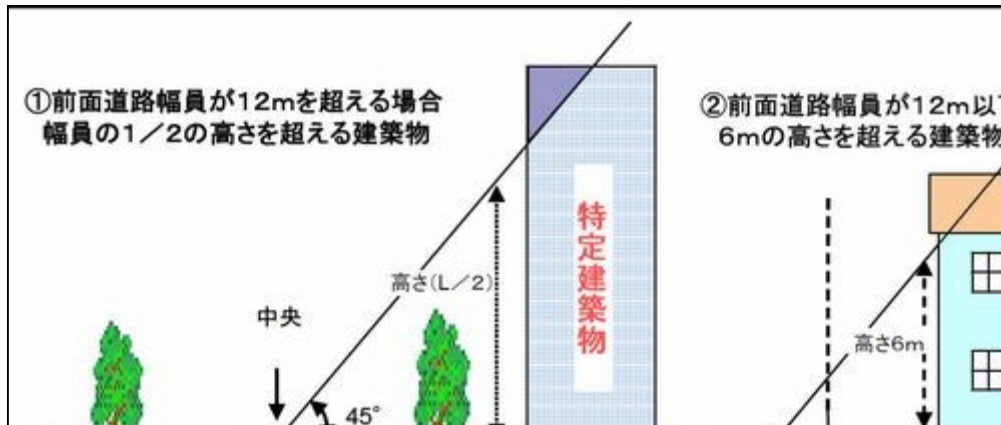 ①前面道路幅員が12mを超える場合
幅員の1／2の高さを超える建築物
②前面道路幅員が12m以
6mの高さを超える建築物
特定建築物
高さ(L／2)
中央
高さ6m
45°